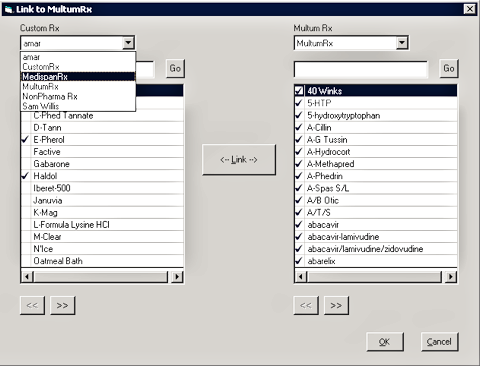 Link to MultumRx
Custom Rx
amar
amar
CustomRx
MedispanRx
MultumRx
NonPharma Rx
Sam Willis
Go
C-Phed Tannate
D-Tann
E-Pherol
Factive
Gabarone
Haldol
Iberet-500
Januvia
K-Mag
L-Formula Lysine HCl
M-Clear
N'Ice
Oatmeal Bath
<< >>
<-- Link -->
Multum Rx
MultumRx
Go
40 Winks
5-HTP
5-hydroxytryptophan
A-Cillin
A-G Tussin
A-Hydrocort
A-Methapred
A-Phedrin
A-Spas S/L
A/B Otic
A/T/S
abacavir
abacavir-lamivudine
abacavir/lamivudine/zidovudine
abarelix
<< >>
OK Cancel